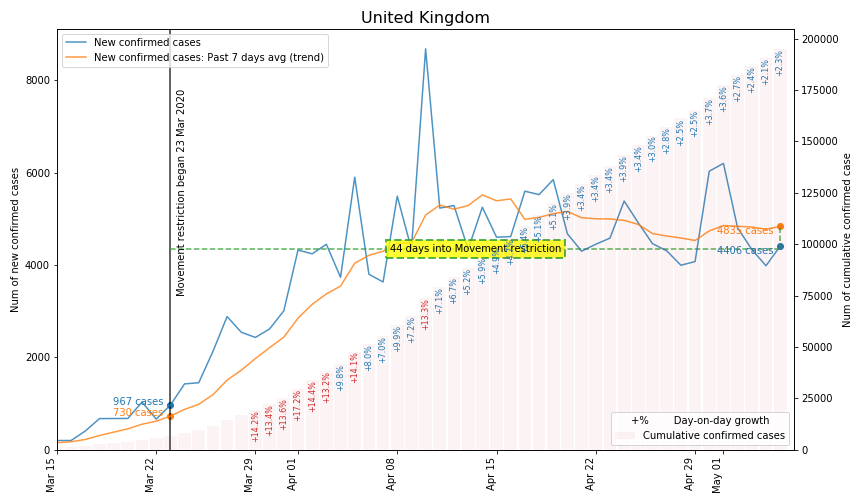 United Kingdom
New confirmed cases
New confirmed cases: Past 7 days avg (trend)
Num of new confirmed cases
8000
6000
4000
2000
0
Num of cumulative confirmed case
200000
175000
150000
125000
100000
75000
50000
25000
0
Movement restriction began 23 Mar 2020
44 days into Movement restriction
967 cases
730 cases
4833 cases
4406 cases
+14.2%
+13.4%
+13.6%
+17.2%
+14.4%
+13.2%
+9.8%
+14.1%
+8.0%
+7.0%
+9.9%
+7.2%
+13.3%
+7.1%
+6.7%
+5.2%
+5.9%
+5.1%
+3.9%
+3.4%
+3.4%
+3.4%
+3.9%
+3.4%
+3.0%
+2.8%
+2.5%
+2.5%
+3.7%
+3.6%
+2.7%
+2.4%
+2.1%
+2.3%
+% Day-on-day growth
Cumulative confirmed cases
Mar 15
Mar 22
Mar 29
Apr 01
Apr 08
Apr 15
Apr 22
Apr 29
May 01